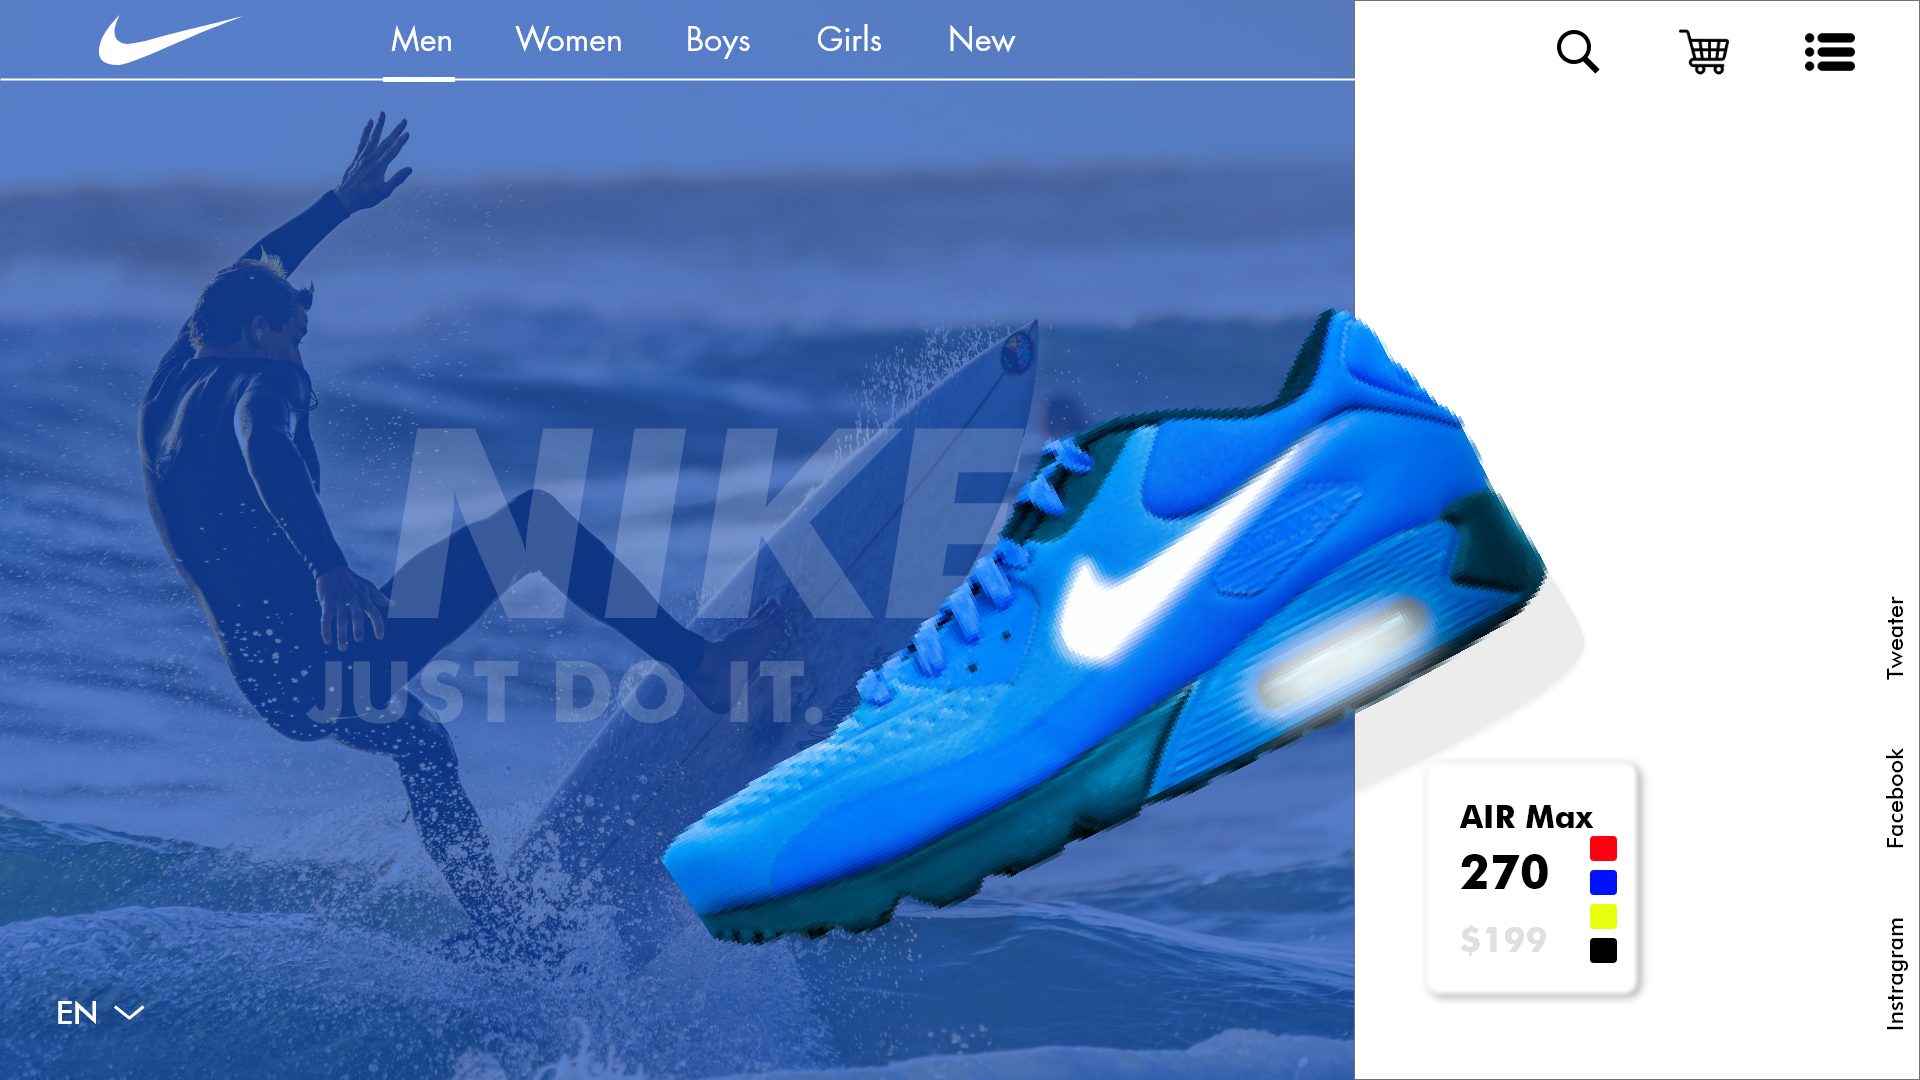 Men Women Boys Girls New
NIKE
JUST DO IT.
AIR Max
270
$199
Tweater
Facebook
Instragram
EN